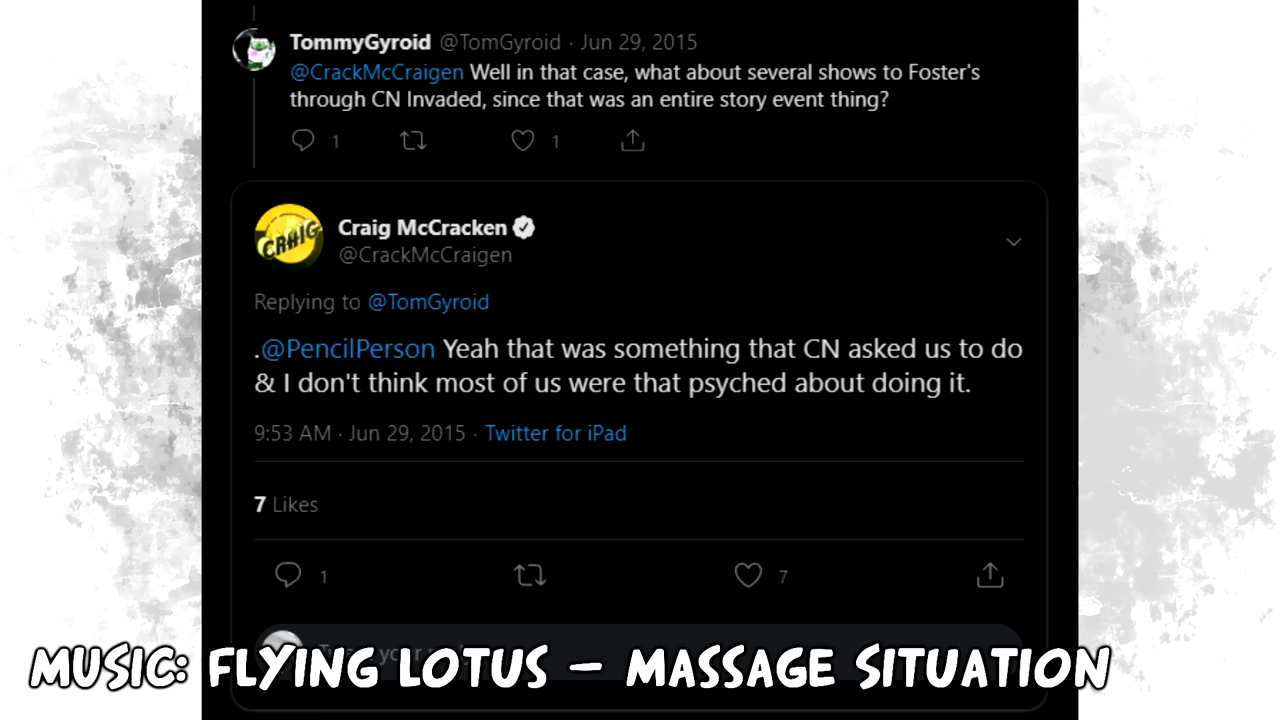 TommyGyroid @TomGyroid · Jun 29, 2015
@CrackMcCraigen Well in that case, what about several shows to Foster's
through CN Invaded, since that was an entire story event thing?
1 1
CRAIG
Craig McCracken
@CrackMcCraigen
Replying to @TomGyroid
.@PencilPerson Yeah that was something that CN asked us to do
& I don't think most of us were that psyched about doing it.
9:53 AM · Jun 29, 2015 · Twitter for iPad
7 Likes
1 7
MUSIC: FLYING LOTUS – MASSAGE SITUATION